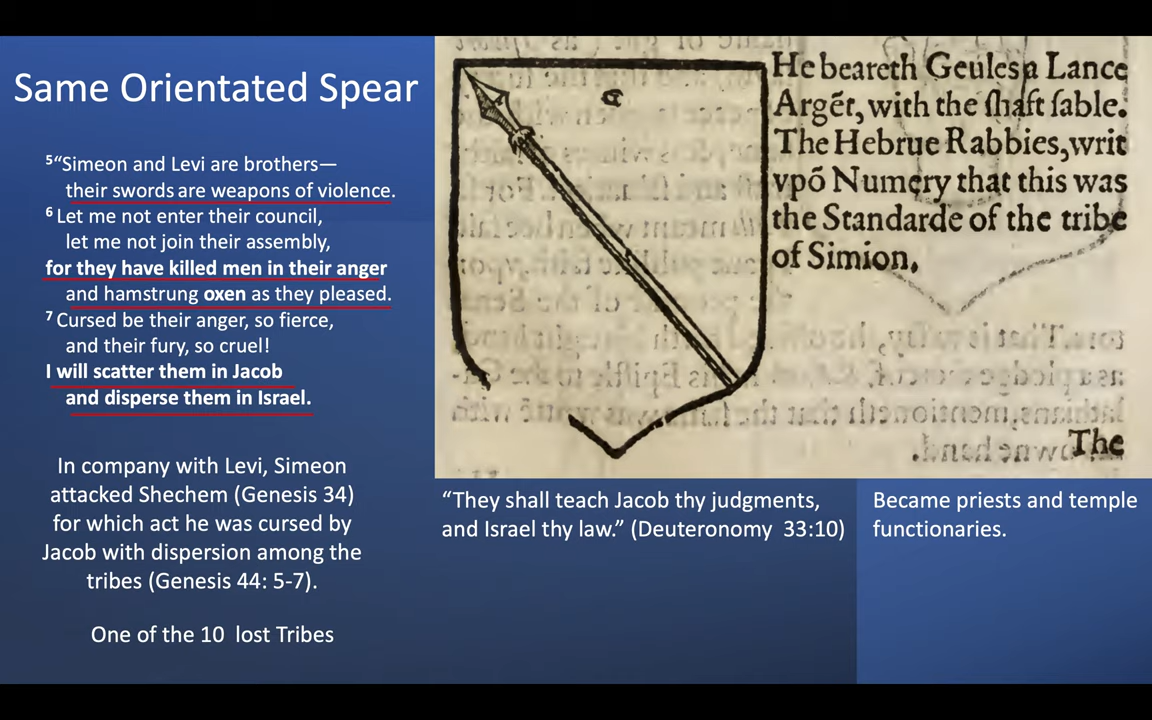 Same Orientated Spear
5“Simeon and Levi are brothers—
their swords are weapons of violence.
6 Let me not enter their council,
let me not join their assembly,
for they have killed men in their anger
and hamstrung oxen as they pleased.
7 Cursed be their anger, so fierce,
and their fury, so cruel!
I will scatter them in Jacob
and disperse them in Israel.
In company with Levi, Simeon
attacked Shechem (Genesis 34)
for which act he was cursed by
Jacob with dispersion among the
tribes (Genesis 44: 5-7).
One of the 10 lost Tribes
He beareth Geules a Lance
Argẽt, with the ſhaft ſable.
The Hebrue Rabbies, writ
vpõ Numery that this was
the Standarde of the tribe
of Simion.
The
“They shall teach Jacob thy judgments,
and Israel thy law.” (Deuteronomy 33:10)
Became priests and temple
functionaries.